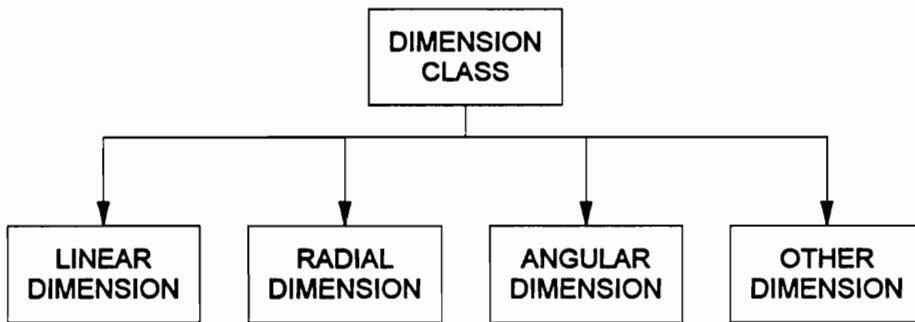 DIMENSION
CLASS
LINEAR
DIMENSION
RADIAL
DIMENSION
ANGULAR
DIMENSION
OTHER
DIMENSION